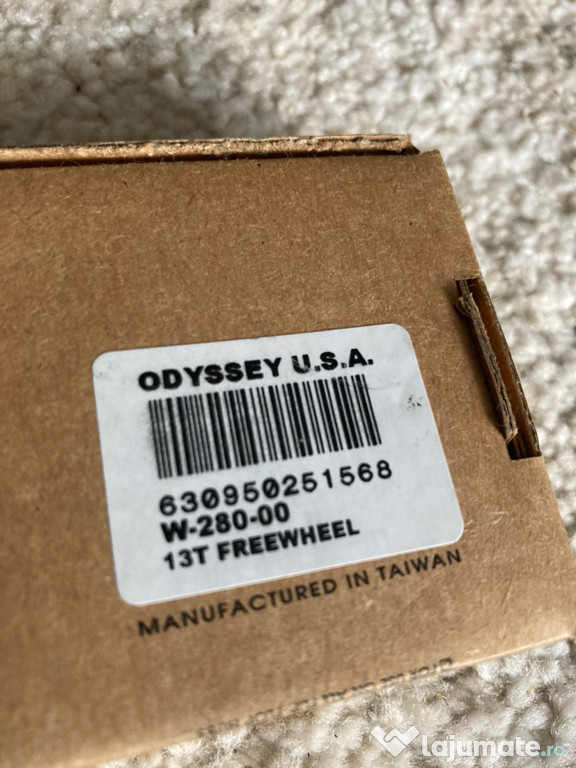 ODYSSEY U.S.A.
630950251568
W-280-00
13T FREEWHEEL
MANUFACTURED IN TAIWAN
lajumate.ro